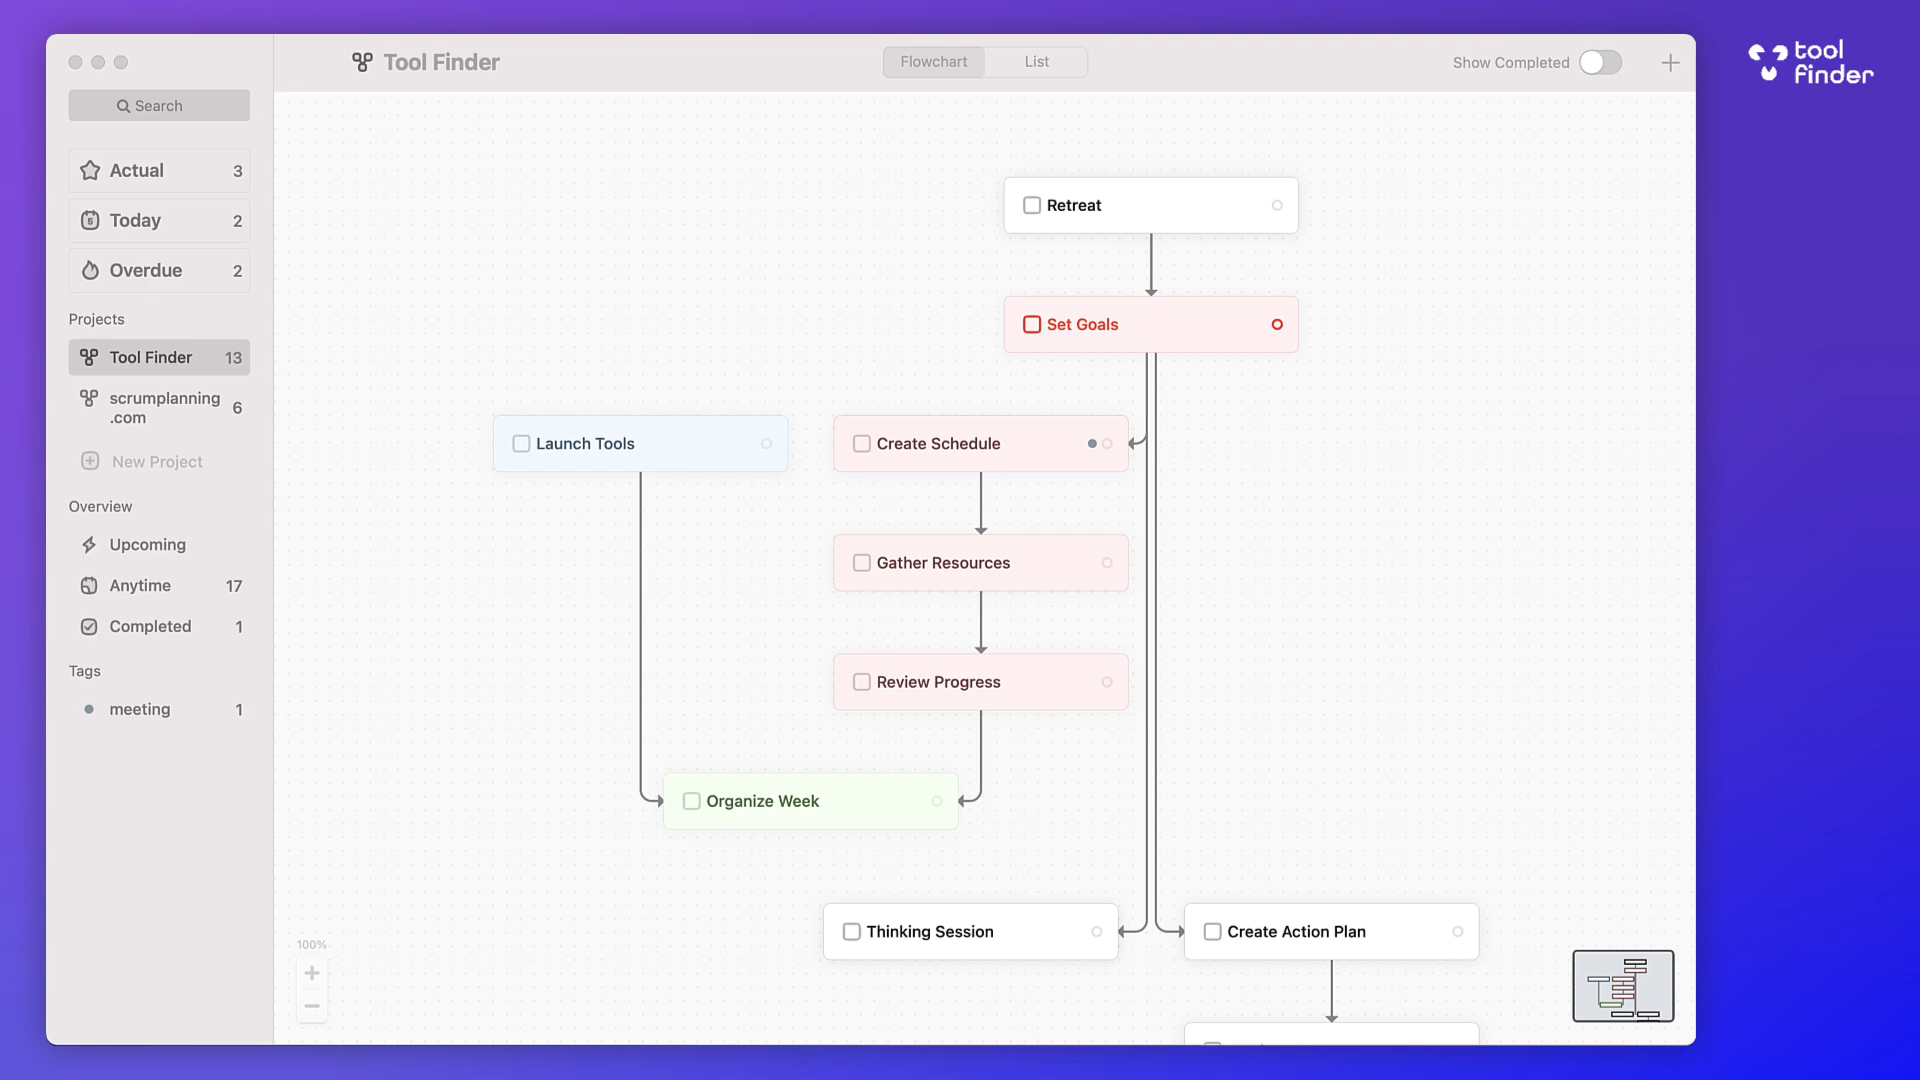 Tool Finder
Flowchart
List
Show Completed
tool
finder
Search
Actual 3
Today 2
Overdue 2
Projects
Tool Finder 13
scrumplanning
.com
6
New Project
Overview
Upcoming
Anytime 17
Completed 1
Tags
meeting 1
Retreat
Set Goals
Launch Tools
Create Schedule
Gather Resources
Review Progress
Organize Week
Thinking Session
Create Action Plan
100%